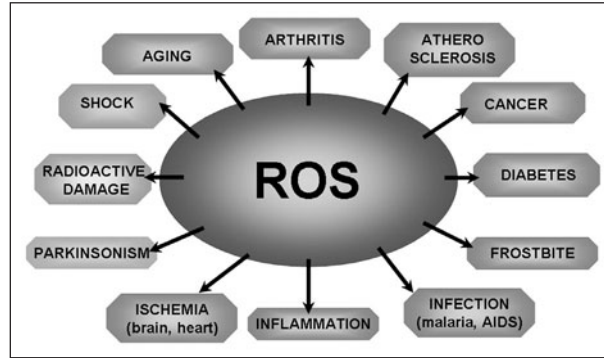 ARTHRITIS
ATHERO
SCLEROSIS
AGING
CANCER
SHOCK
ROS
DIABETES
RADIOACTIVE
DAMAGE
FROSTBITE
PARKINSONISM
INFECTION
(malaria, AIDS)
INFLAMMATION
ISCHEMIA
(brain, heart)